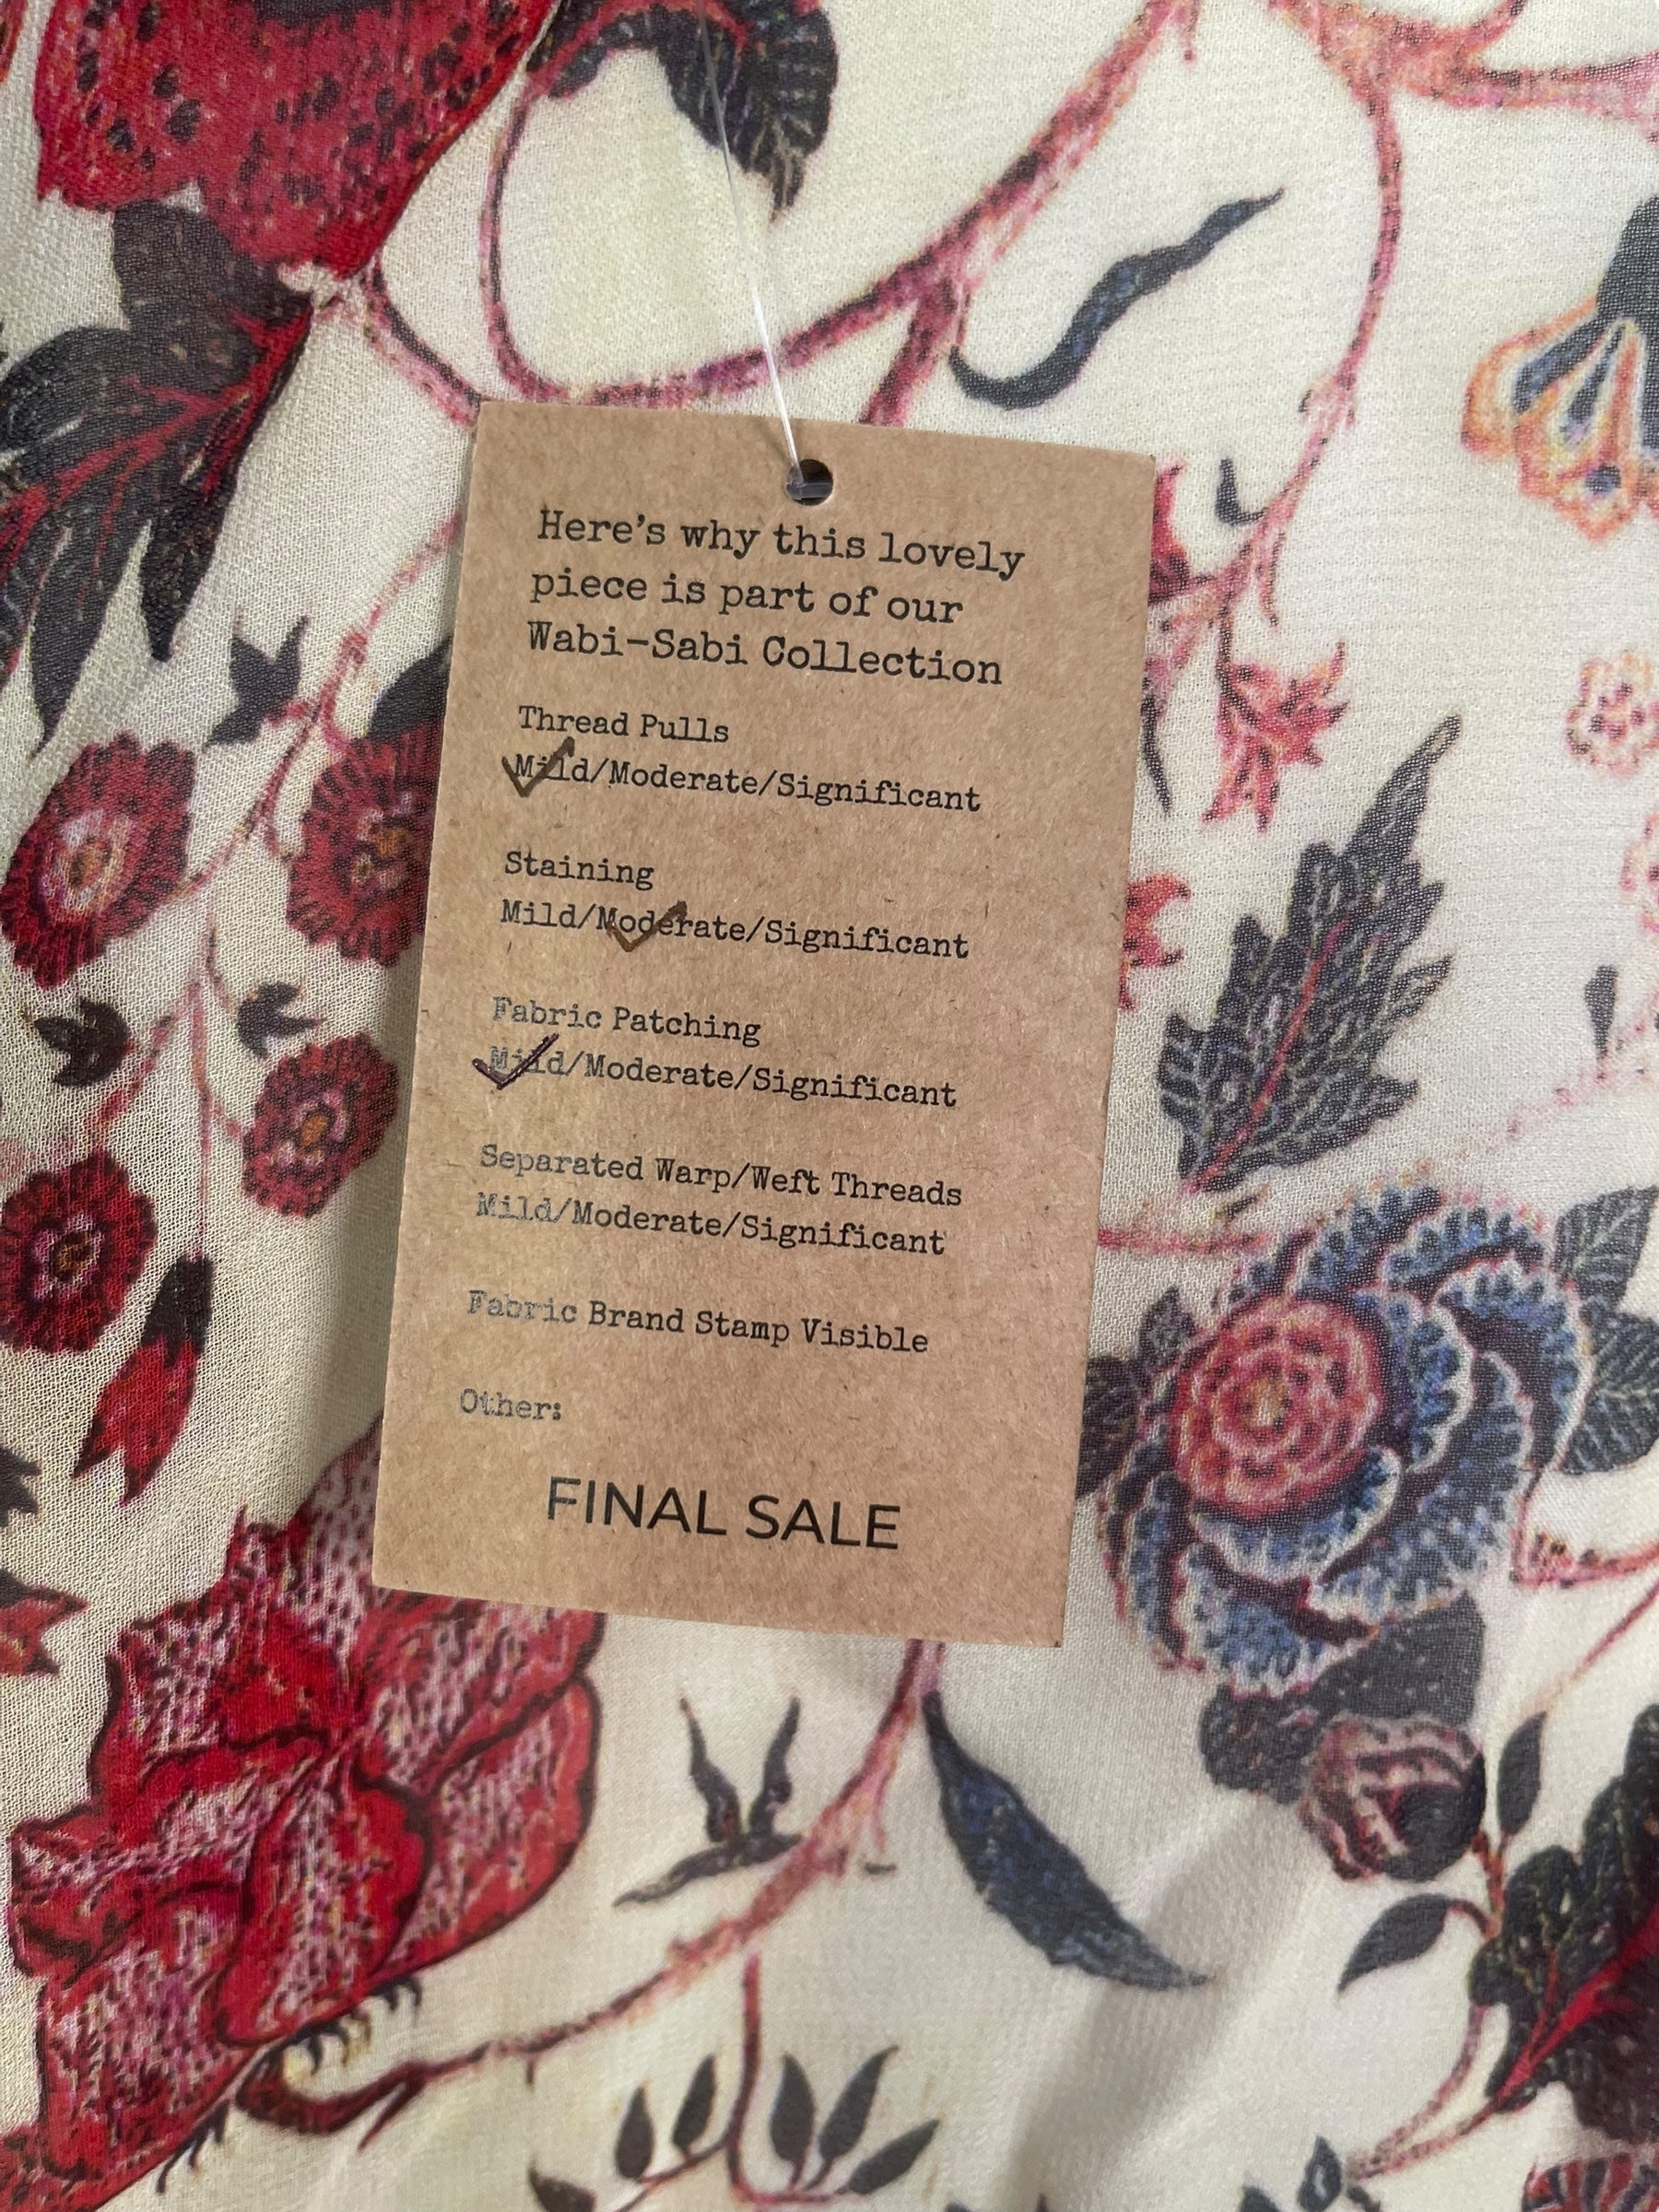 Here's why this lovely
piece is part of our
Wabi-Sabi Collection
Thread Pulls
Mild/Moderate/Significant
Staining
Mild/Moderate/Significant
Fabric Patching
Mild/Moderate/Significant
Separated Warp/Weft Threads
Mild/Moderate/Significant
Fabric Brand Stamp Visible
Other:
FINAL SALE